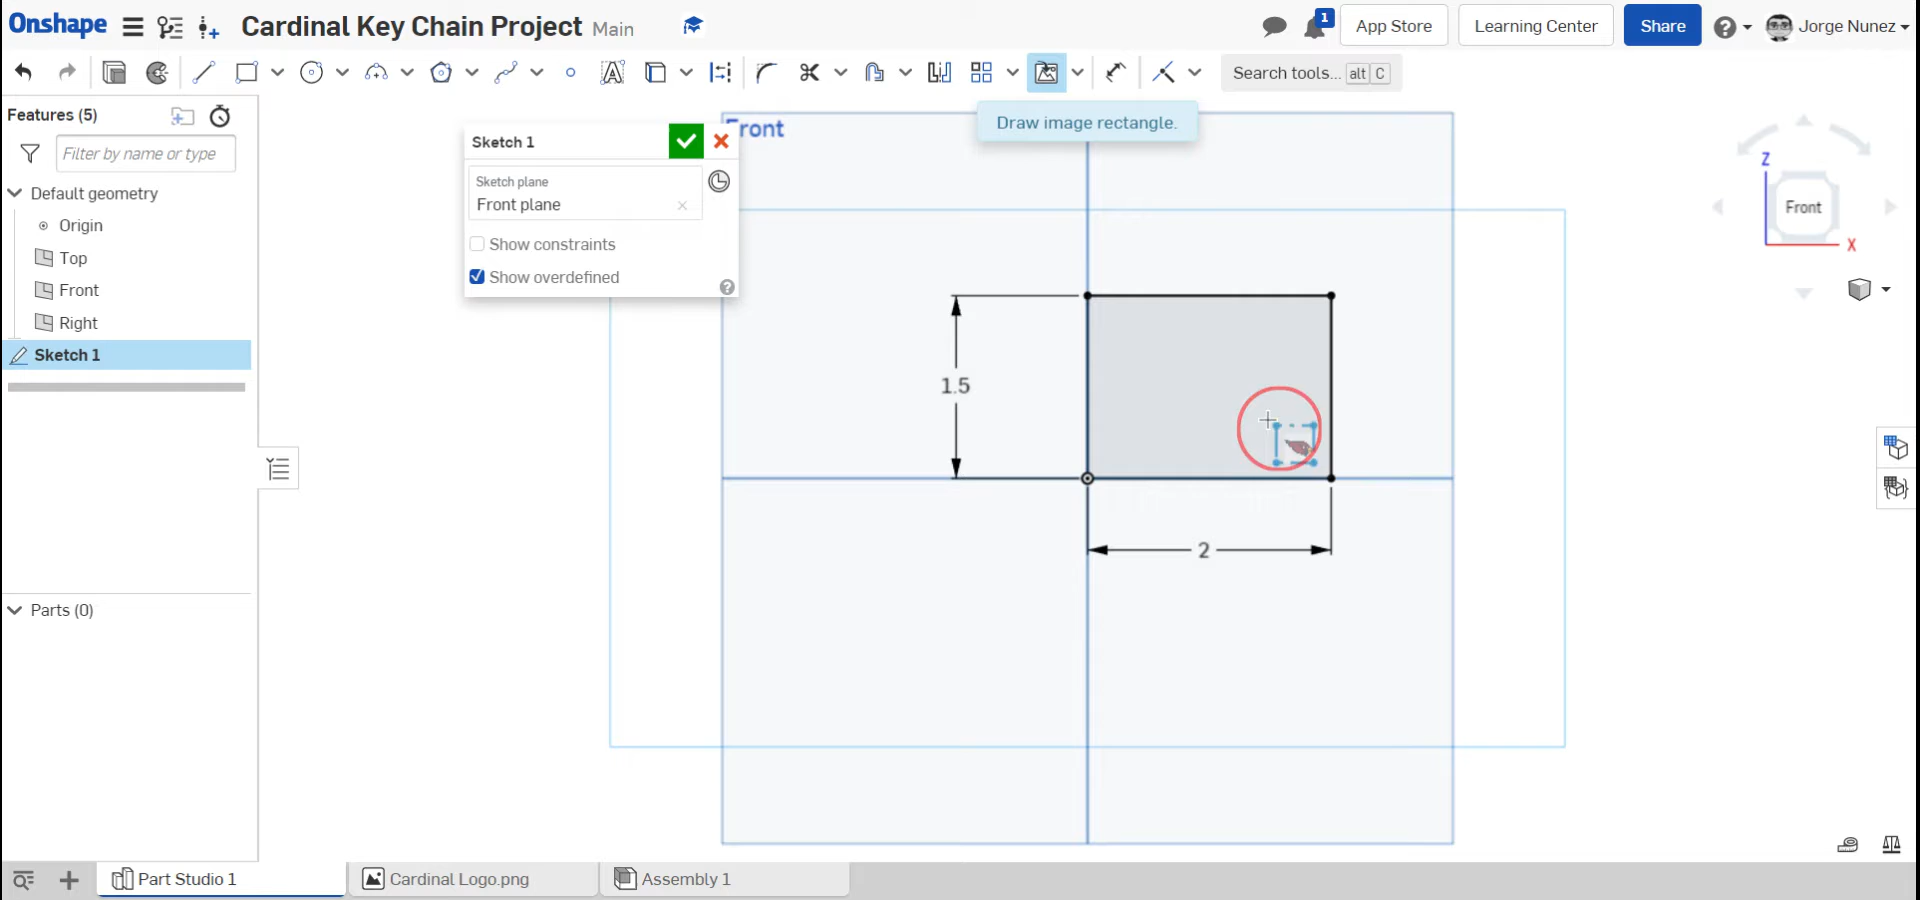 Onshape
Cardinal Key Chain Project Main
1
App Store
Learning Center
Share
Jorge Nunez
Search tools... alt C
Features (5)
Filter by name or type
Default geometry
Origin
Top
Front
Right
Sketch 1
Parts (0)
Sketch 1
Sketch plane
Front plane
Show constraints
Show overdefined
Front
Draw image rectangle.
1.5
2
Z
Front
X
Part Studio 1
Cardinal Logo.png
Assembly 1